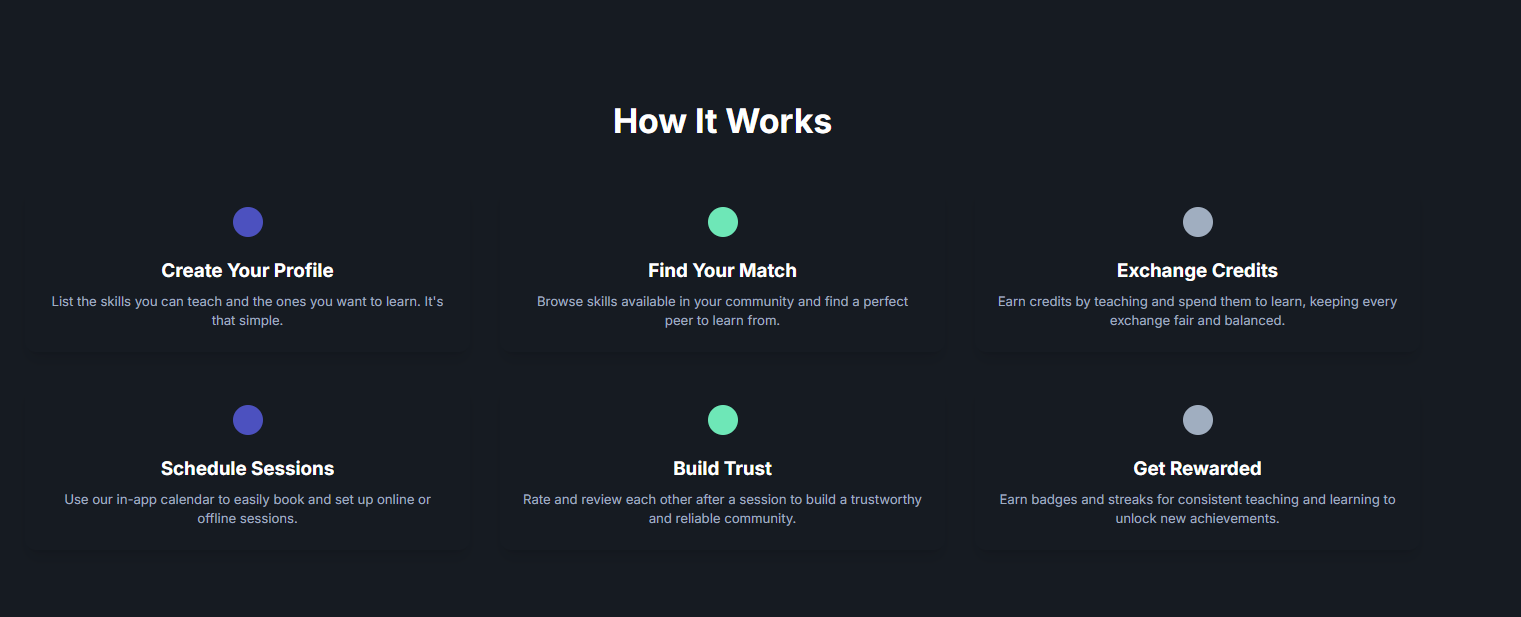 How It Works
Create Your Profile
List the skills you can teach and the ones you want to learn. It's
that simple.
Find Your Match
Browse skills available in your community and find a perfect
peer to learn from.
Exchange Credits
Earn credits by teaching and spend them to learn, keeping every
exchange fair and balanced.
Schedule Sessions
Use our in-app calendar to easily book and set up online or
offline sessions.
Build Trust
Rate and review each other after a session to build a trustworthy
and reliable community.
Get Rewarded
Earn badges and streaks for consistent teaching and learning to
unlock new achievements.